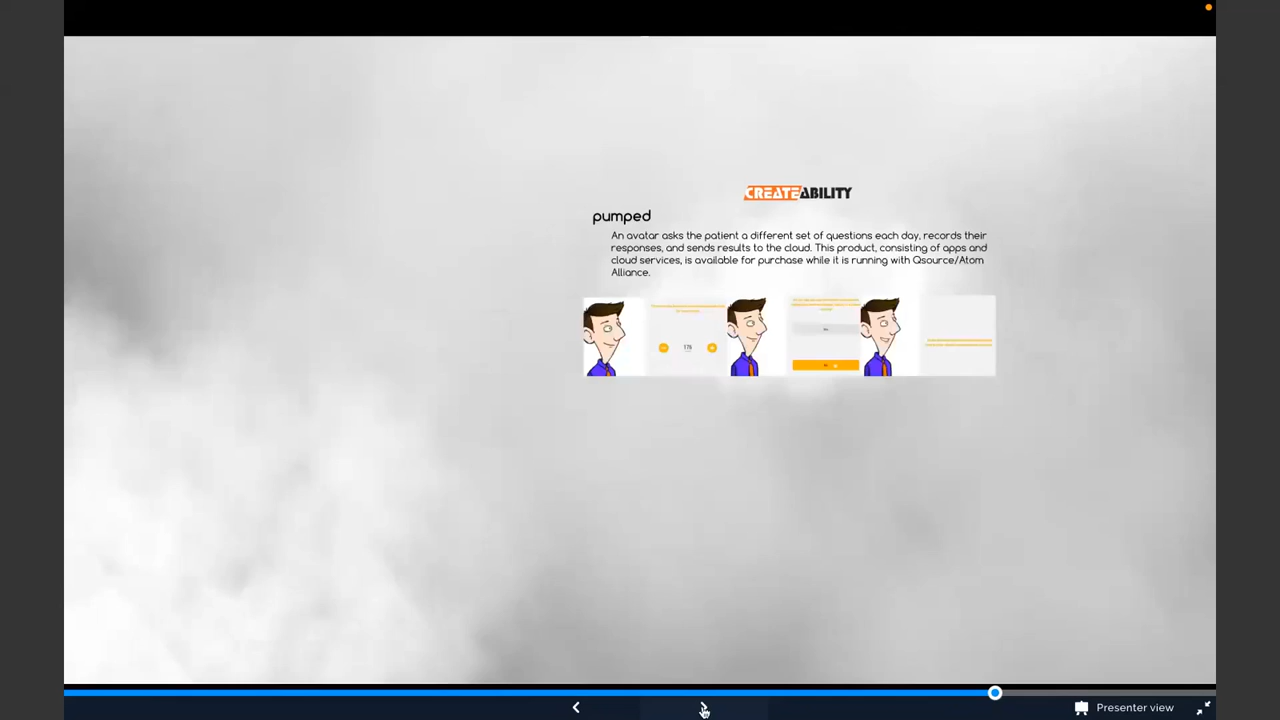 CREATEABILITY
pumped
An avatar asks the patient a different set of questions each day, records their
responses, and sends results to the cloud. This product, consisting of apps and
cloud services, is available for purchase while it is running with Qsource/Atom
Alliance.
176
Presenter view